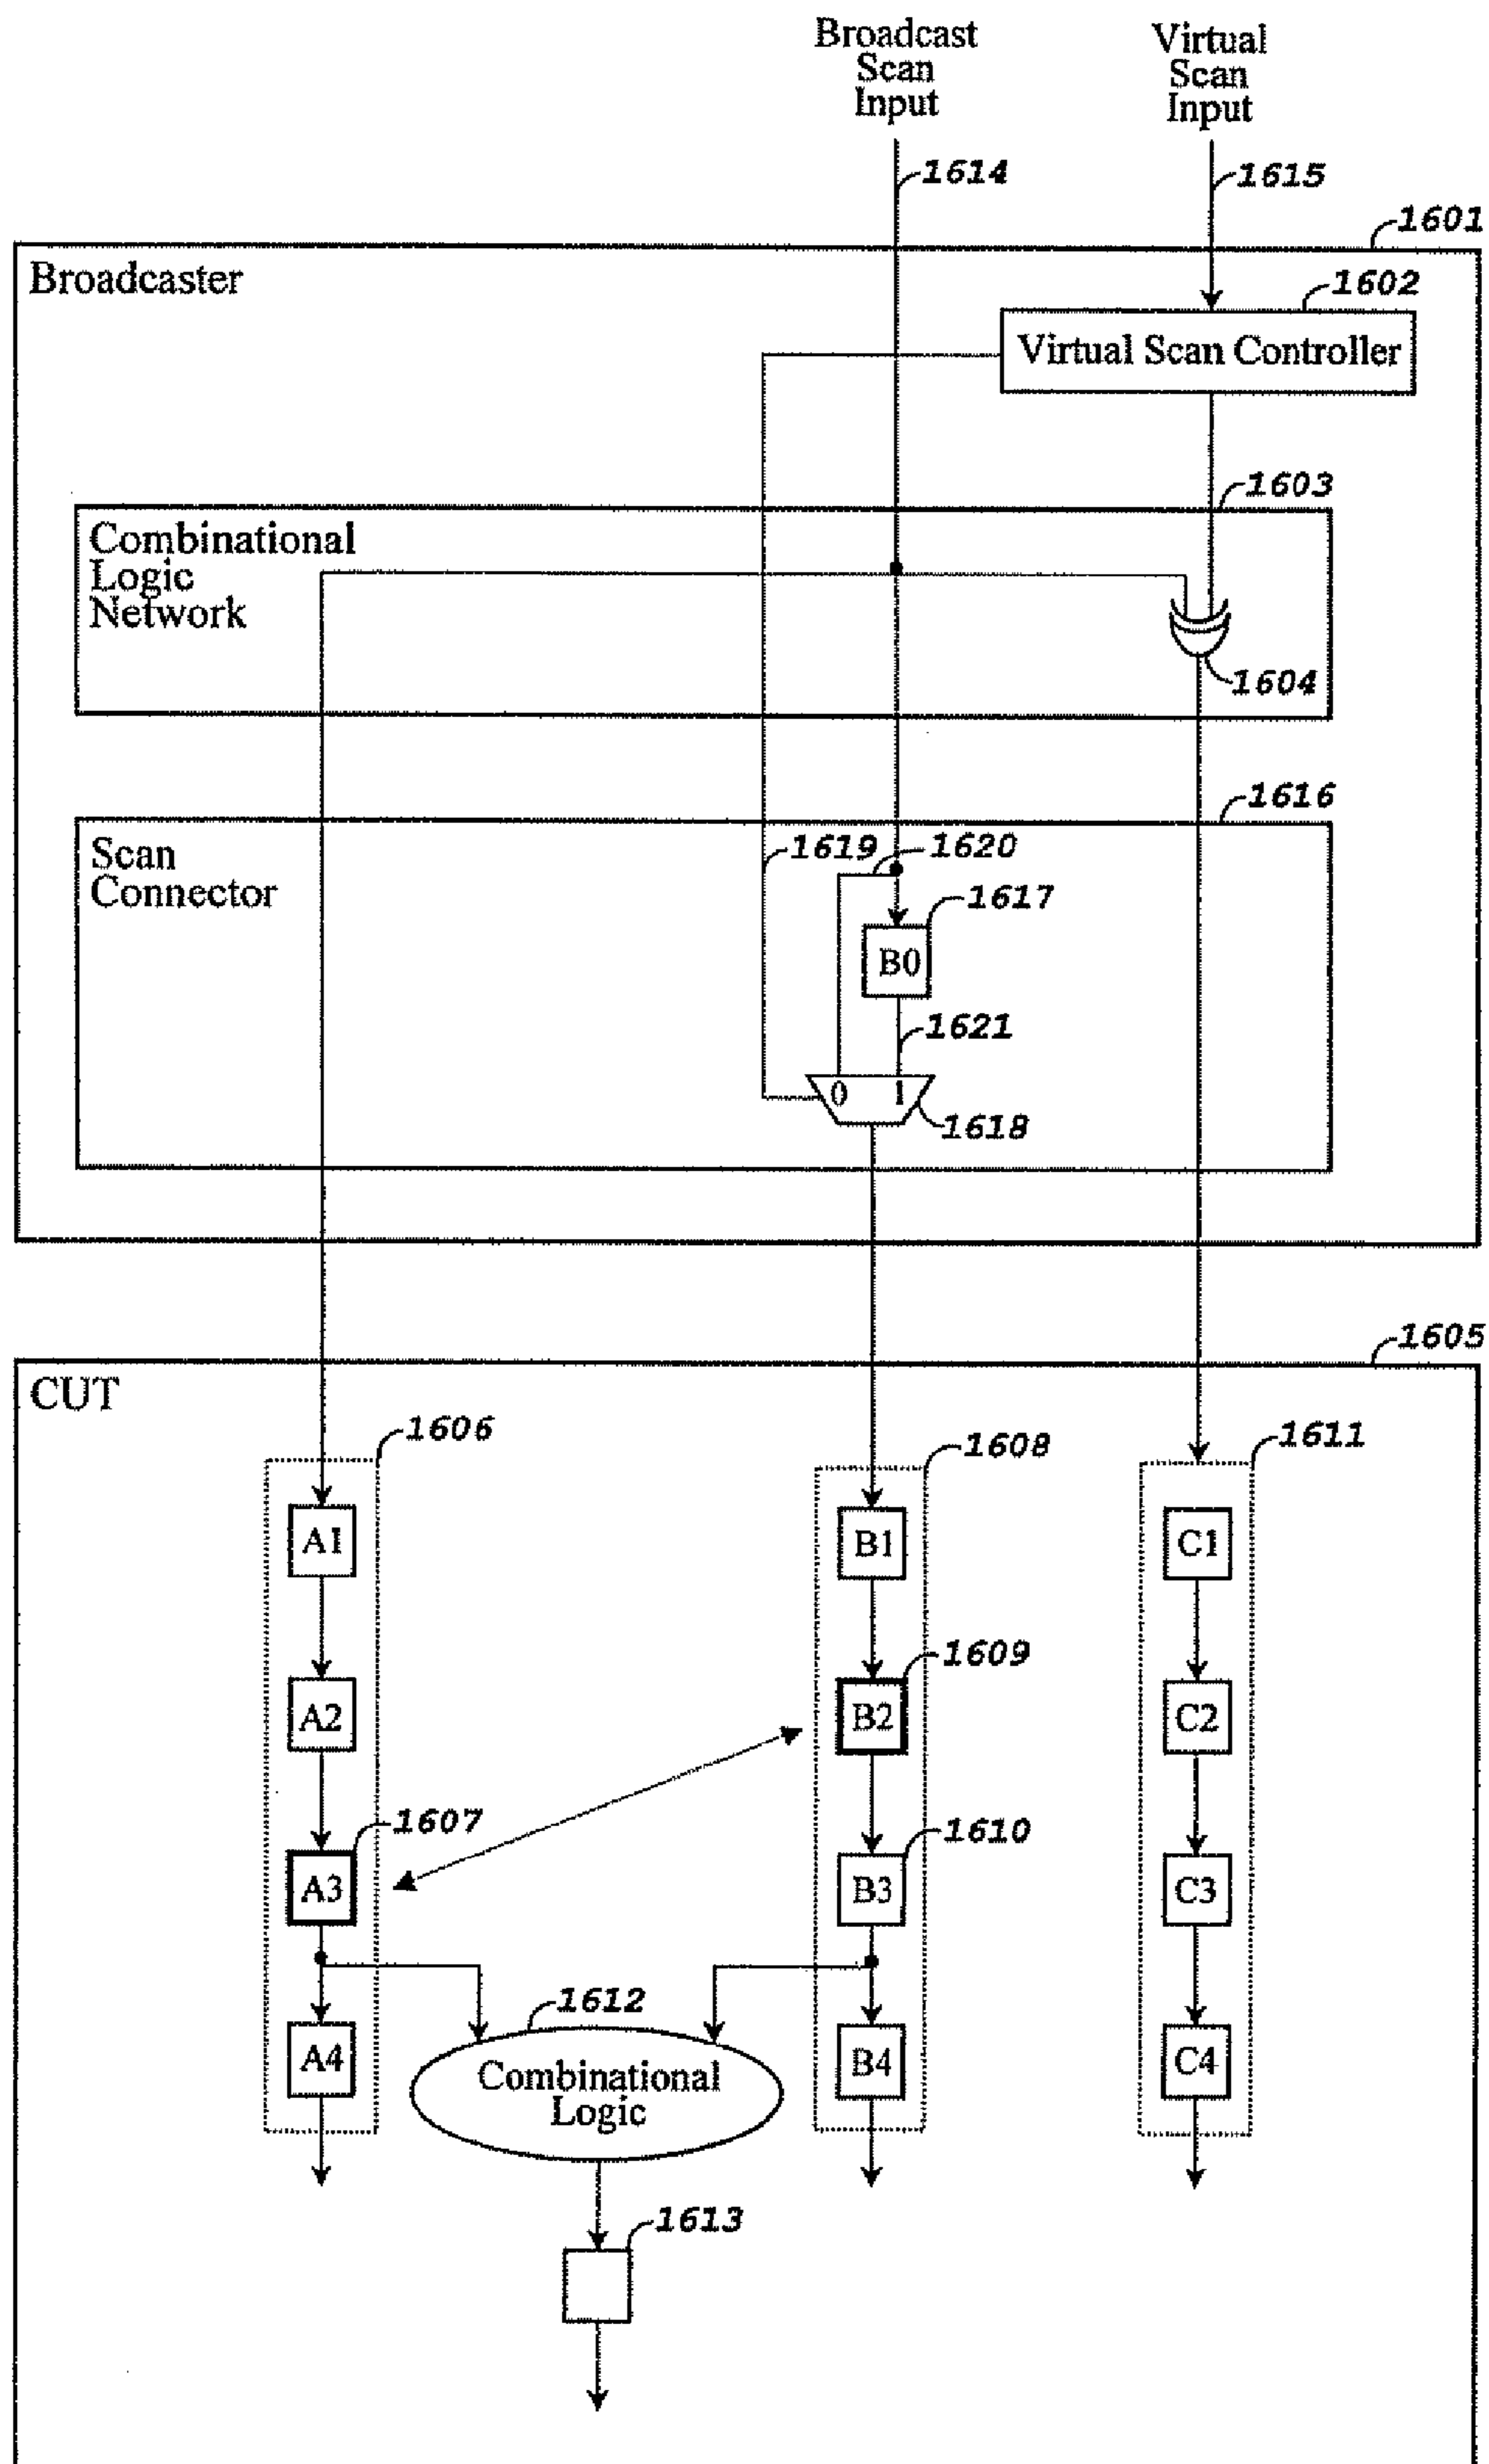 Broadcast
Scan
Input
Virtual
Scan
Input
1614
1615
1601
Broadcaster
1602
Virtual Scan Controller
1603
Combinational
Logic
Network
1604
1616
Scan
Connector
1619
1620
1617
B0
1621
0 1
1618
1605
CUT
1606
1608
1611
A1
B1
C1
1609
A2
B2
C2
1607
1610
A3
B3
C3
1612
A4
Combinational
Logic
B4
C4
1613